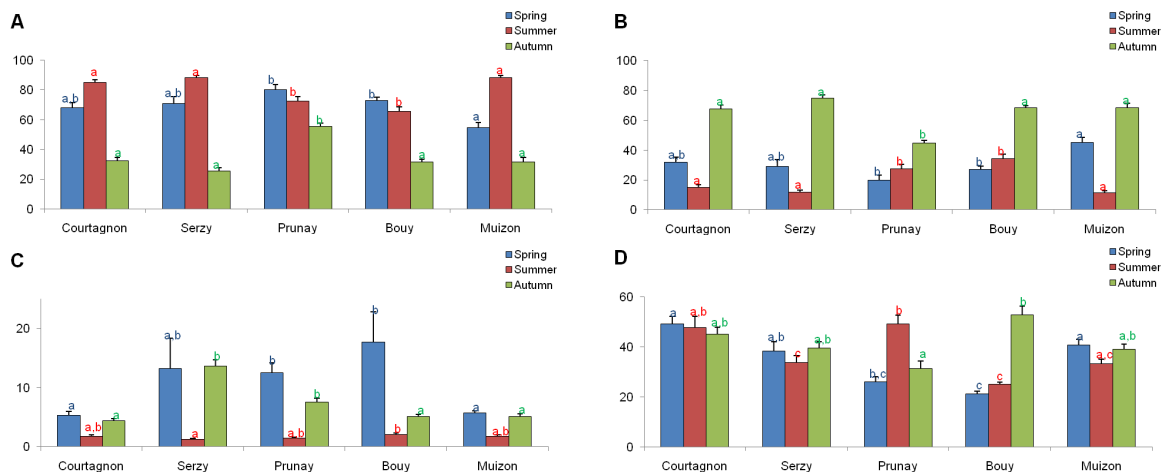 A
Spring
Summer
Autumn
100
80
60
40
20
0
a,b a a
a,b a a
b b b
b b a
a a a
Courtagnon Serzy Prunay Bouy Muizon
B
Spring
Summer
Autumn
100
80
60
40
20
0
a,b a a
a,b a a
b b b
b b a
a a a
Courtagnon Serzy Prunay Bouy Muizon
C
Spring
Summer
Autumn
20
10
0
a a,b a
a,b a b
b a,b b
b b a
a a,b a
Courtagnon Serzy Prunay Bouy Muizon
D
Spring
Summer
Autumn
60
40
20
0
a a,b a,b
a,b c a,b
b,c b a
c c b
a a,c a,b
Courtagnon Serzy Prunay Bouy Muizon